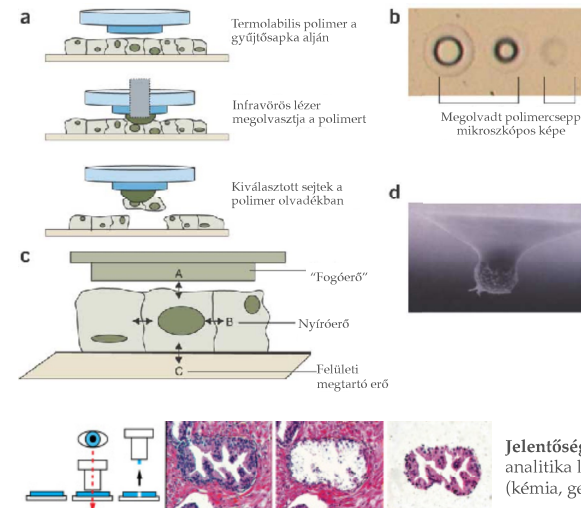 a
Termolabilis polimer a
gyűjtősapka alján
Infravörös lézer
megolvasztja a polimert
Kiválasztott sejtek a
polimer olvadékban
b
Megolvadt polimercsepp
mikroszkópos képe
c
A
B
C
"Fogóerő"
Nyíróerő
Felületi
megtartó erő
d
Jelentőség
analitika l
(kémia, ge